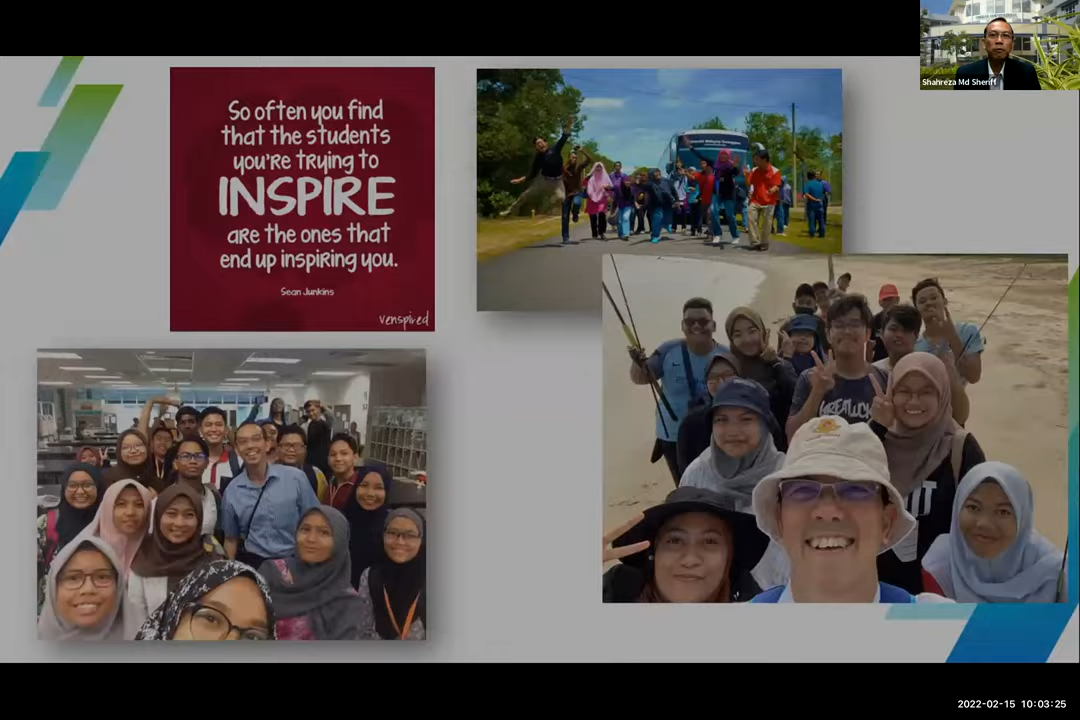 So often you find
that the students
you're trying to
INSPIRE
are the ones that
end up inspiring you.
Sean Junkins
venspired
Shahreza Md Sheriff
2022-02-15 10:03:25